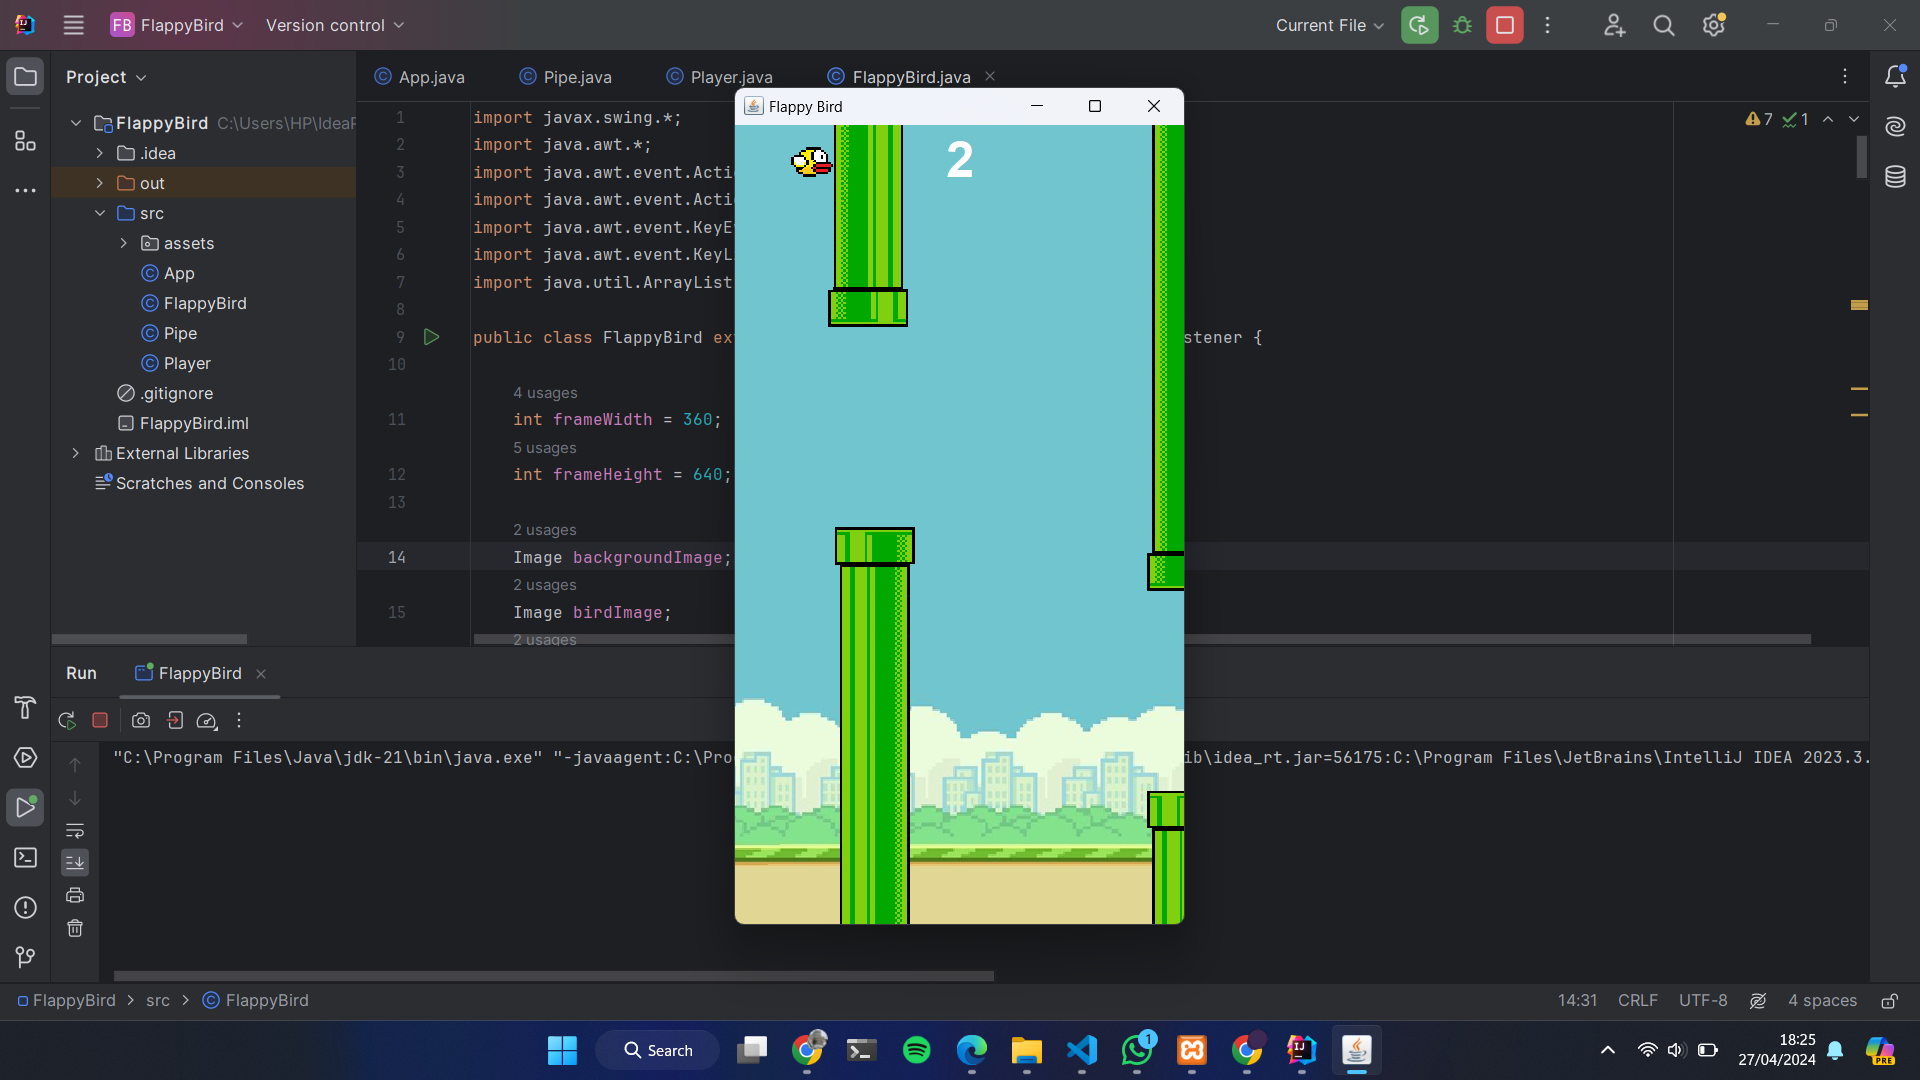 FB FlappyBird Version control Current File
Project
App.java Pipe.java Player.java FlappyBird.java
FlappyBird C:\Users\HP\IdeaP
.idea
out
src
assets
App
FlappyBird
Pipe
Player
.gitignore
FlappyBird.iml
External Libraries
Scratches and Consoles
1 import javax.swing.*;
2 import java.awt.*;
3 import java.awt.event.Acti
4 import java.awt.event.Acti
5 import java.awt.event.KeyE
6 import java.awt.event.KeyL
7 import java.util.ArrayList
8
9 public class FlappyBird ext stener {
10
4 usages
11 int frameWidth = 360;
5 usages
12 int frameHeight = 640;
13
2 usages
14 Image backgroundImage;
2 usages
15 Image birdImage;
2 usages
7 1
Flappy Bird
2
Run FlappyBird
"C:\Program Files\Java\jdk-21\bin\java.exe" "-javaagent:C:\Pro ib\idea_rt.jar=56175:C:\Program Files\JetBrains\IntelliJ IDEA 2023.3.
FlappyBird > src > FlappyBird 14:31 CRLF UTF-8 4 spaces
Search
1
IJ
18:25
27/04/2024
PRE